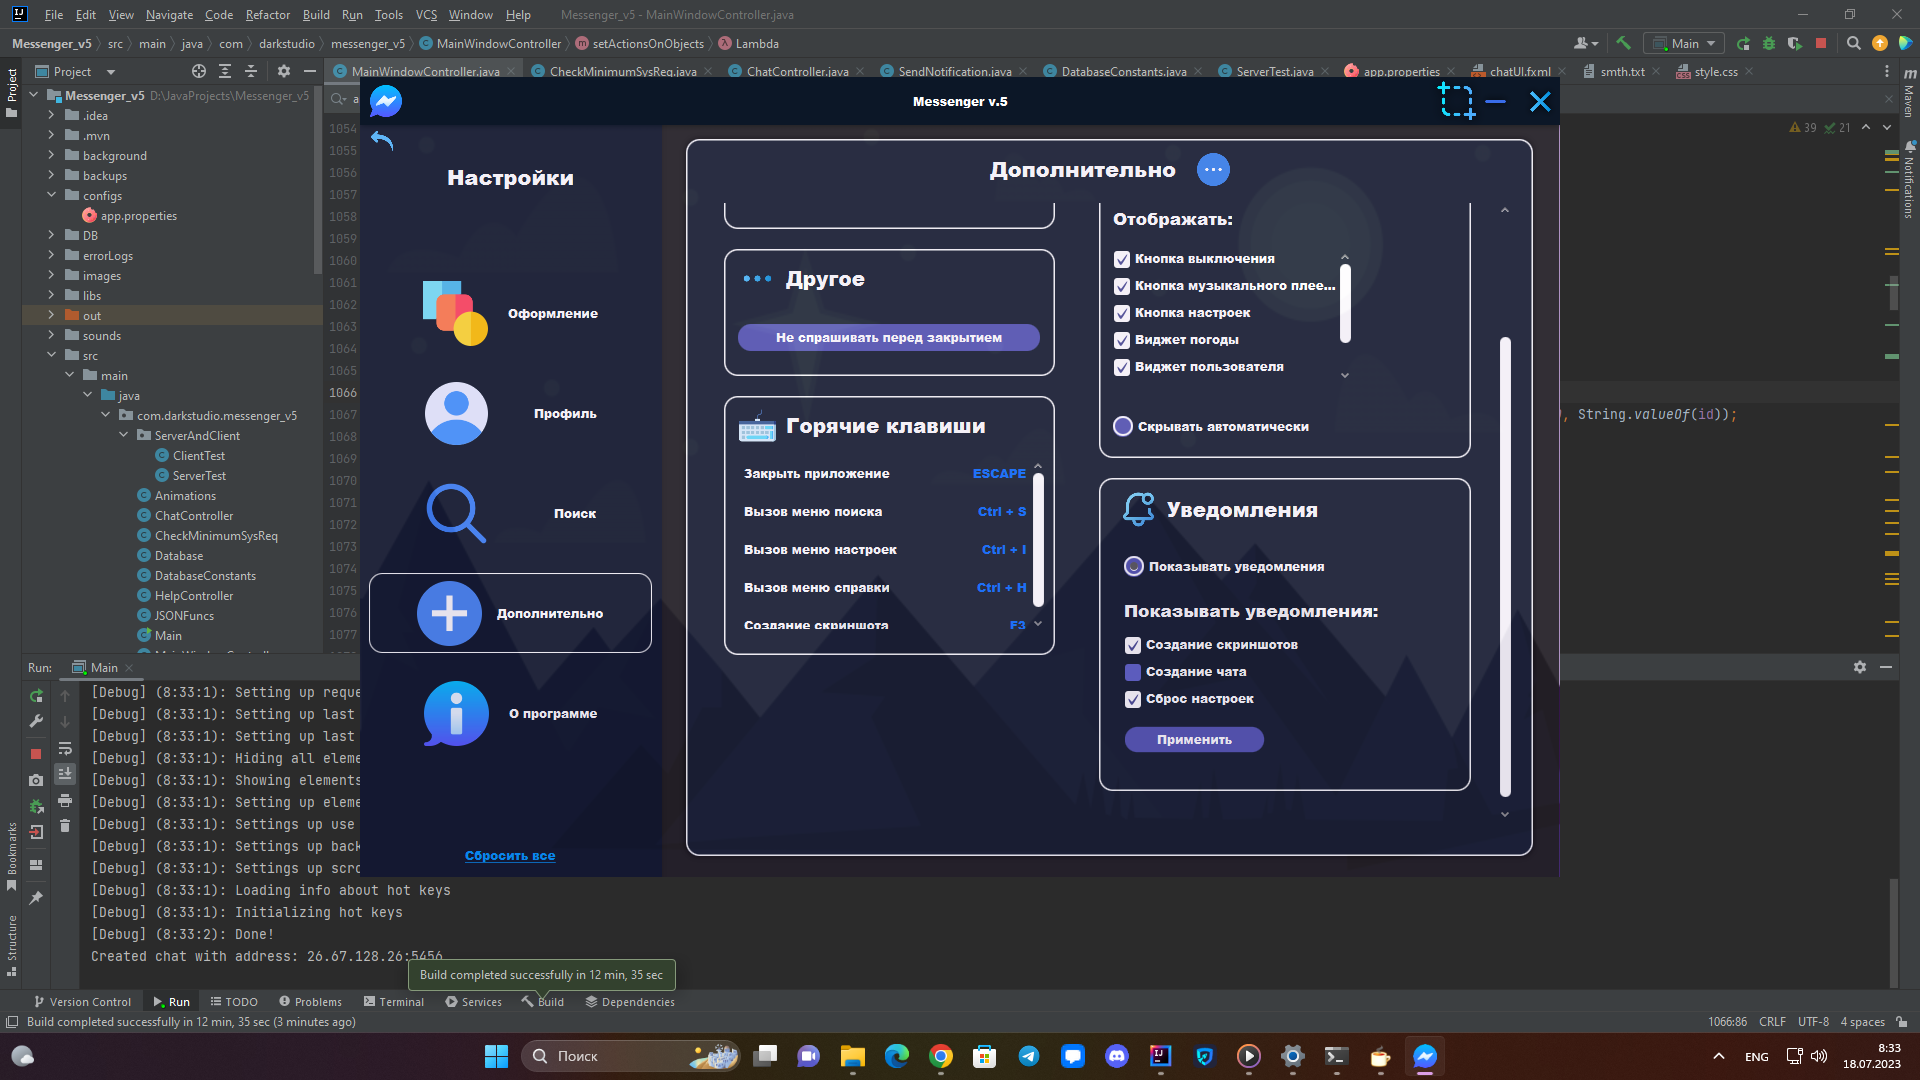 File Edit View Navigate Code Refactor Build Run Tools VCS Window Help Messenger_v5 - MainWindowController.java
Messenger_v5 src main java com darkstudio messenger_v5 MainWindowController setActionsOnObjects Lambda Main
Project MainWindowController.java CheckMinimumSysReq.java ChatController.java SendNotification.java DatabaseConstants.java ServerTest.java app.properties chatUI.fxml smth.txt style.css
Project
Maven
Notifications
Bookmarks
Structure
Messenger_v5 D:\JavaProjects\Messenger_v5
.idea
.mvn
background
backups
configs
app.properties
DB
errorLogs
images
libs
out
sounds
src
main
java
com.darkstudio.messenger_v5
ServerAndClient
ClientTest
ServerTest
Animations
ChatController
CheckMinimumSysReq
Database
DatabaseConstants
HelpController
JSONFuncs
Main
1054
1055
1056
1057
1058
1059
1060
1061
1062
1063
1064
1065
1066
1067
1068
1069
1070
1071
1072
1073
1074
1075
1076
1077
39 21
, String.valueOf(id));
Messenger v.5
Настройки
Оформление
Профиль
Поиск
Дополнительно
О программе
Сбросить все
Дополнительно
Другое
Не спрашивать перед закрытием
Горячие клавиши
Закрыть приложение ESCAPE
Вызов меню поиска Ctrl + S
Вызов меню настроек Ctrl + I
Вызов меню справки Ctrl + H
Создание скриншота F3
Отображать:
Кнопка выключения
Кнопка музыкального плее...
Кнопка настроек
Виджет погоды
Виджет пользователя
Скрывать автоматически
Уведомления
Показывать уведомления
Показывать уведомления:
Создание скриншотов
Создание чата
Сброс настроек
Применить
Run: Main
[Debug] (8:33:1): Setting up reque
[Debug] (8:33:1): Setting up last
[Debug] (8:33:1): Setting up last
[Debug] (8:33:1): Hiding all eleme
[Debug] (8:33:1): Showing elements
[Debug] (8:33:1): Setting up eleme
[Debug] (8:33:1): Settings up use
[Debug] (8:33:1): Settings up back
[Debug] (8:33:1): Settings up scro
[Debug] (8:33:1): Loading info about hot keys
[Debug] (8:33:1): Initializing hot keys
[Debug] (8:33:2): Done!
Created chat with address: 26.67.128.26:5456
Build completed successfully in 12 min, 35 sec
Version Control Run TODO Problems Terminal Services Build Dependencies
Build completed successfully in 12 min, 35 sec (3 minutes ago) 1066:86 CRLF UTF-8 4 spaces
Поиск ENG 8:33
18.07.2023